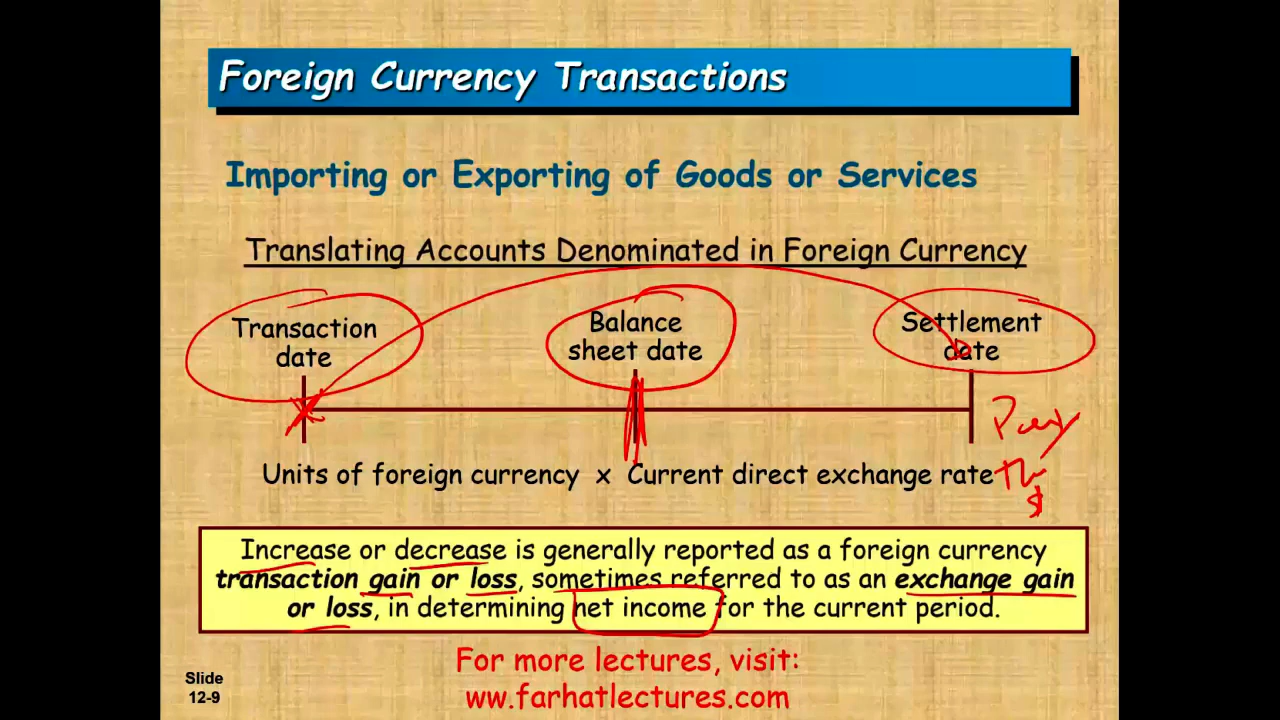 Foreign Currency Transactions
Importing or Exporting of Goods or Services
Translating Accounts Denominated in Foreign Currency
Transaction
date
Balance
sheet date
Settlement
date
Pay
the
$
Units of foreign currency x Current direct exchange rate
Increase or decrease is generally reported as a foreign currency
transaction gain or loss, sometimes referred to as an exchange gain
or loss, in determining net income for the current period.
For more lectures, visit:
ww.farhatlectures.com
Slide
12-9